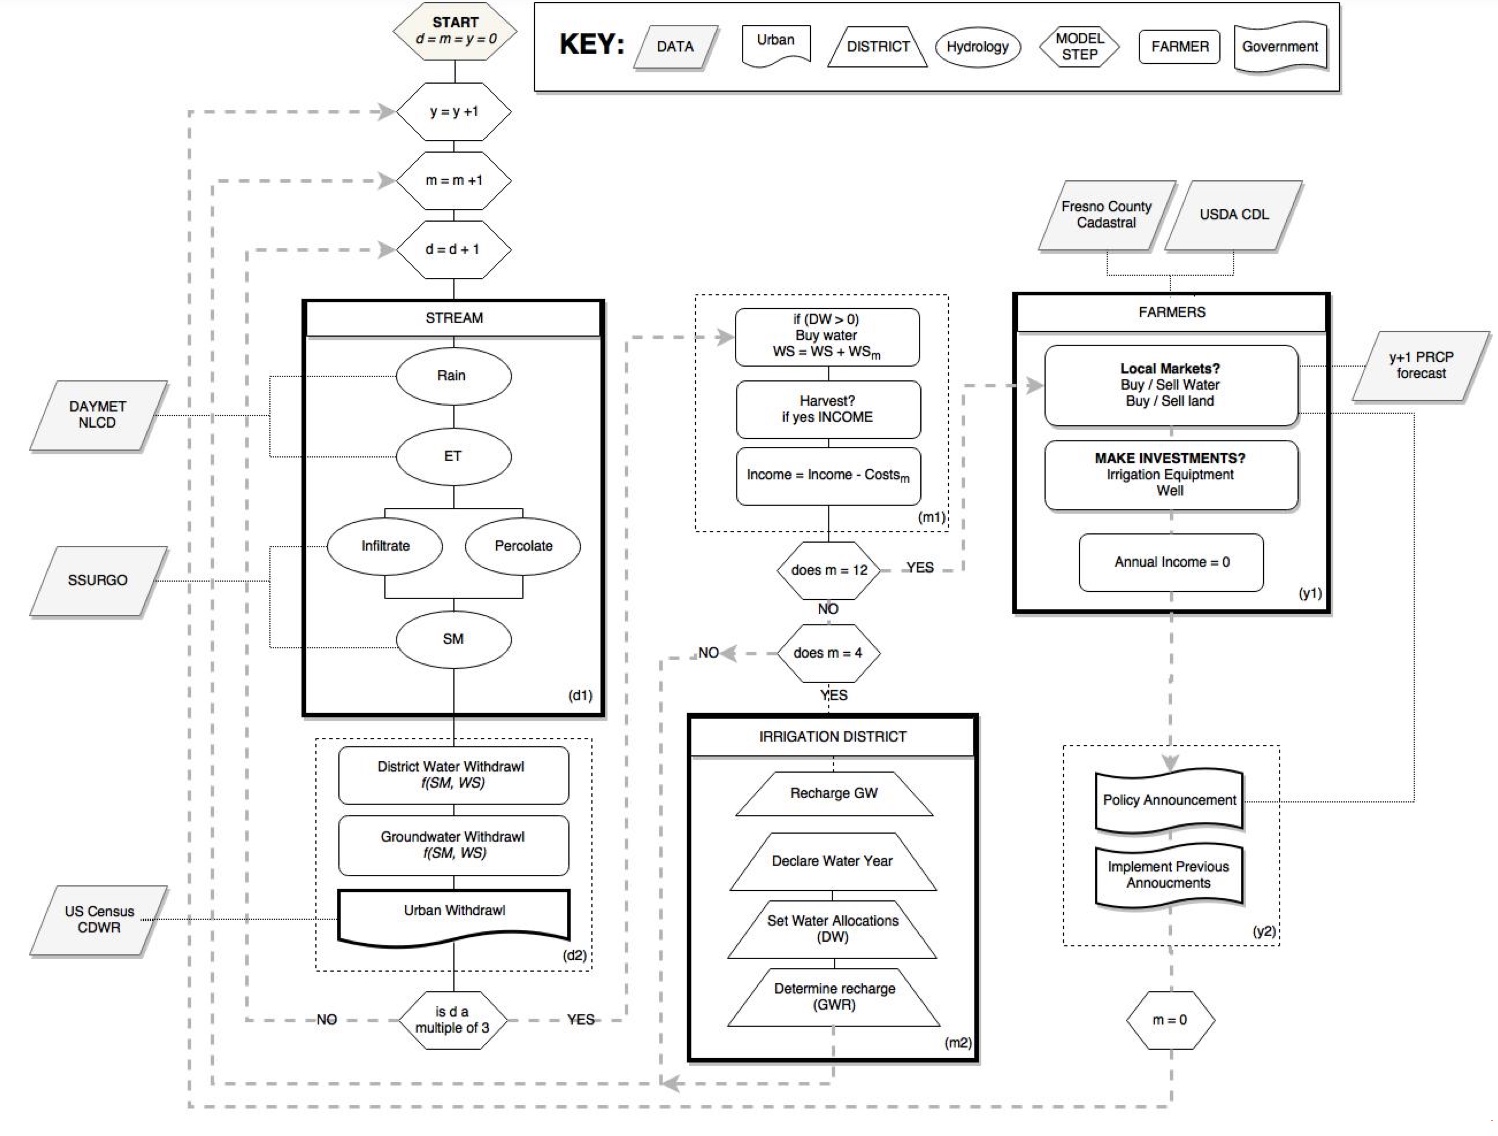 START
d = m = y = 0
KEY:
DATA
Urban
DISTRICT
Hydrology
MODEL
STEP
FARMER
Government
y = y +1
m = m +1
d = d + 1
STREAM
Rain
ET
Infiltrate
Percolate
SM
(d1)
DAYMET
NLCD
SSURGO
US Census
CDWR
District Water Withdrawl
f(SM, WS)
Groundwater Withdrawl
f(SM, WS)
Urban Withdrawl
(d2)
is d a
multiple of 3
NO
YES
if (DW > 0)
Buy water
WS = WS + WSm
Harvest?
if yes INCOME
Income = Income - Costsm
(m1)
does m = 12
YES
NO
does m = 4
NO
YES
IRRIGATION DISTRICT
Recharge GW
Declare Water Year
Set Water Allocations
(DW)
Determine recharge
(GWR)
(m2)
Fresno County
Cadastral
USDA CDL
FARMERS
Local Markets?
Buy / Sell Water
Buy / Sell land
y+1 PRCP
forecast
MAKE INVESTMENTS?
Irrigation Equiptment
Well
Annual Income = 0
(y1)
Policy Announcement
Implement Previous
Annoucments
(y2)
m = 0